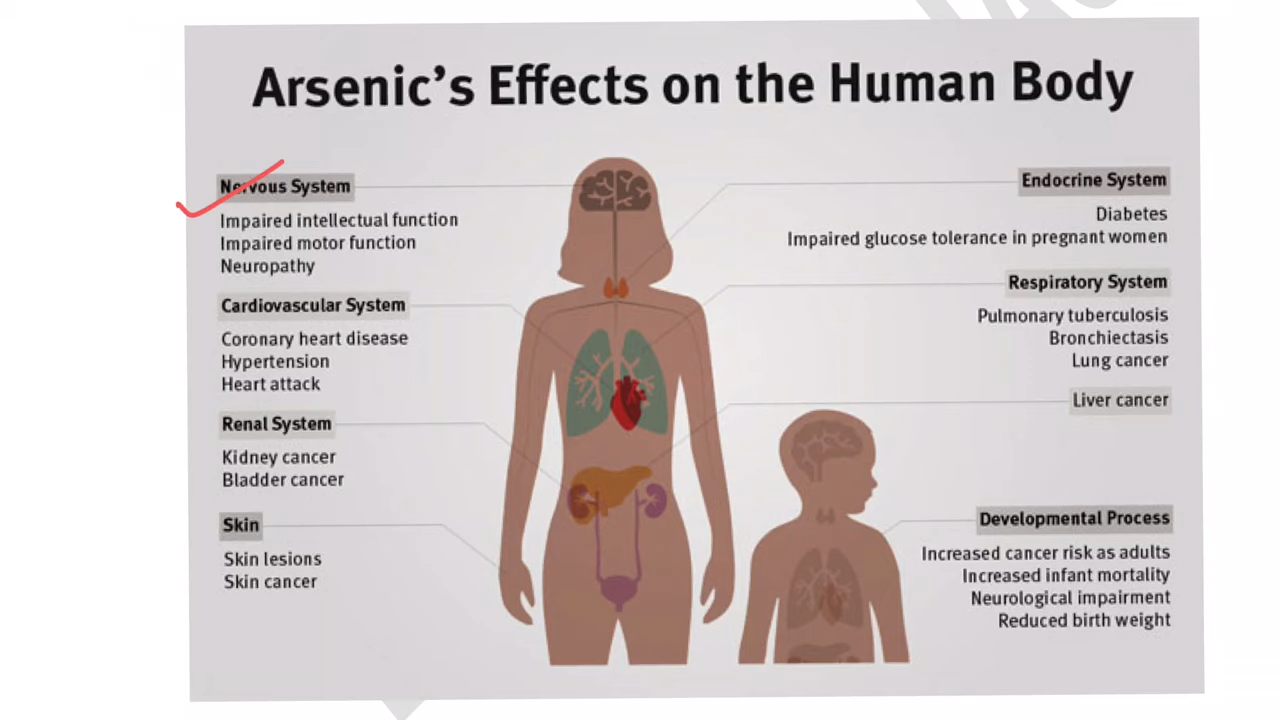 Arsenic's Effects on the Human Body
Nervous System
Impaired intellectual function
Impaired motor function
Neuropathy
Cardiovascular System
Coronary heart disease
Hypertension
Heart attack
Renal System
Kidney cancer
Bladder cancer
Skin
Skin lesions
Skin cancer
Endocrine System
Diabetes
Impaired glucose tolerance in pregnant women
Respiratory System
Pulmonary tuberculosis
Bronchiectasis
Lung cancer
Liver cancer
Developmental Process
Increased cancer risk as adults
Increased infant mortality
Neurological impairment
Reduced birth weight